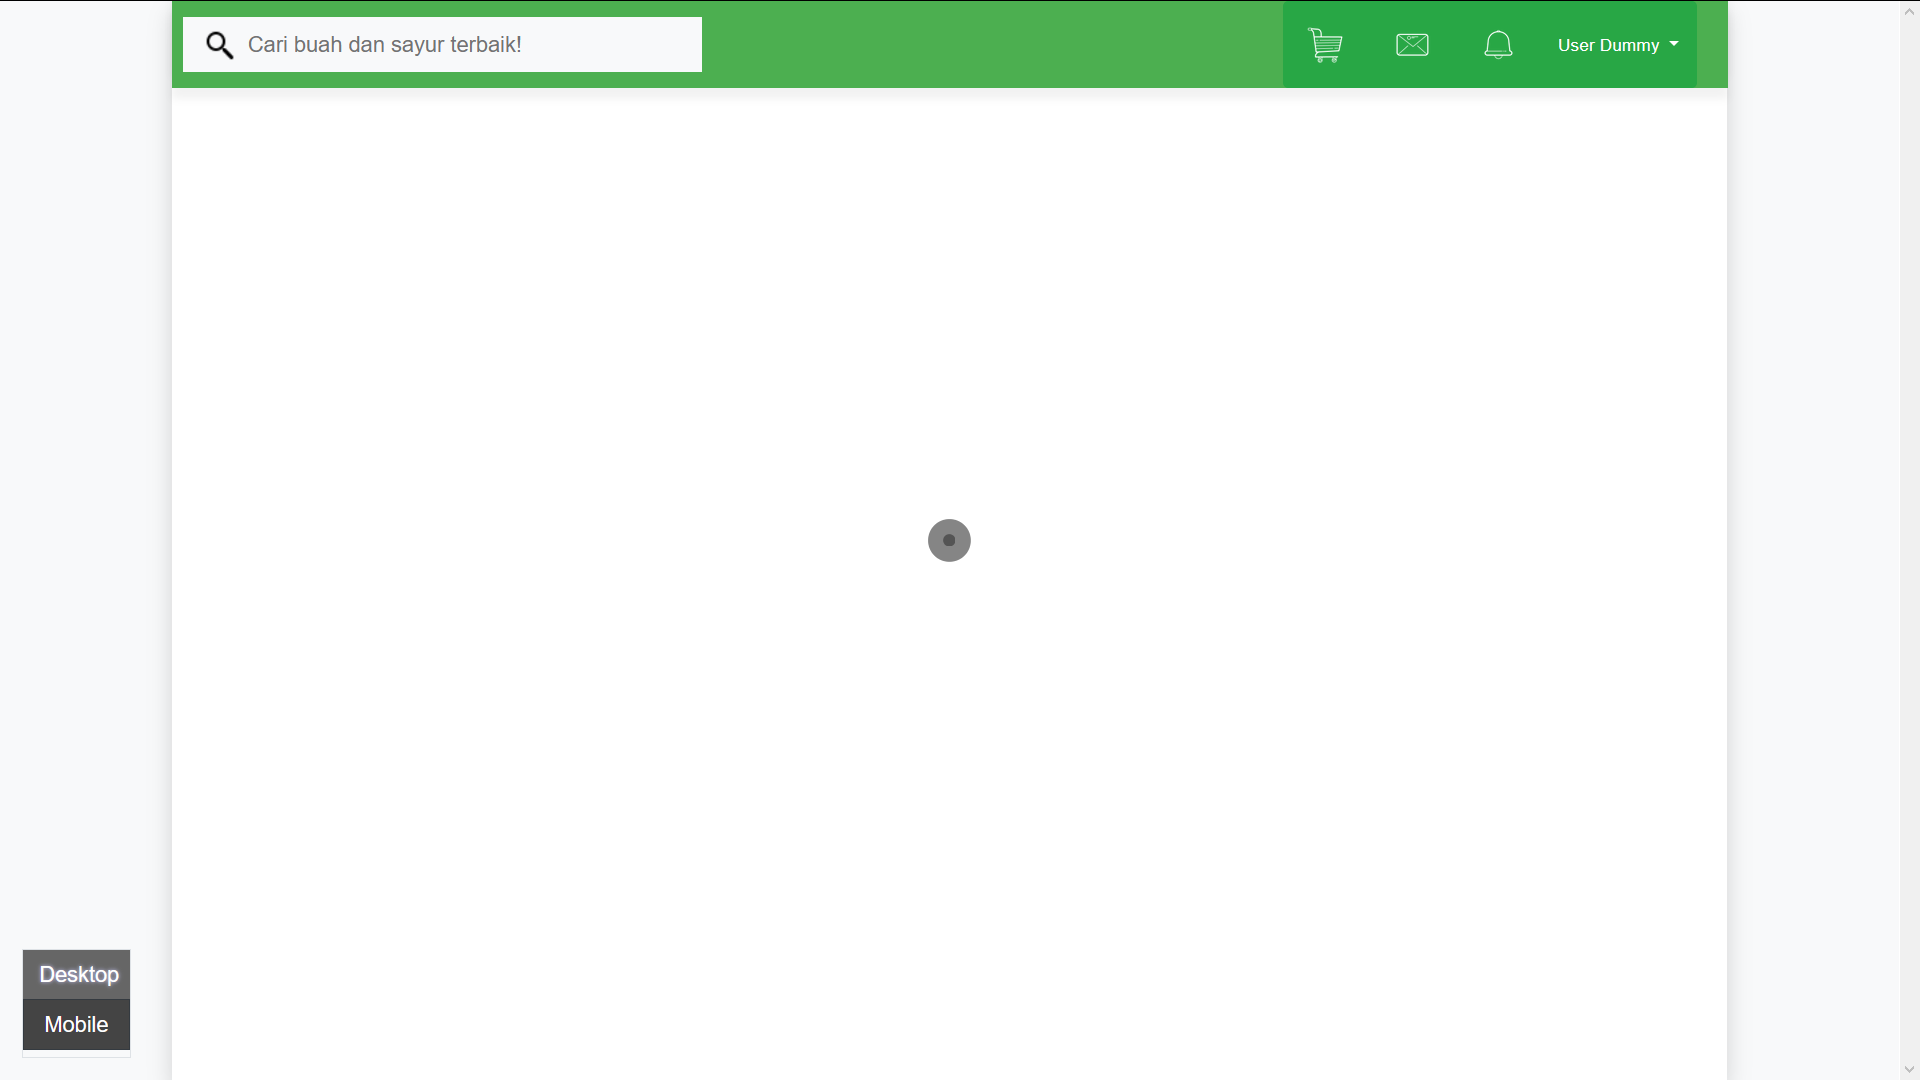 Cari buah dan sayur terbaik!
User Dummy
Desktop
Mobile